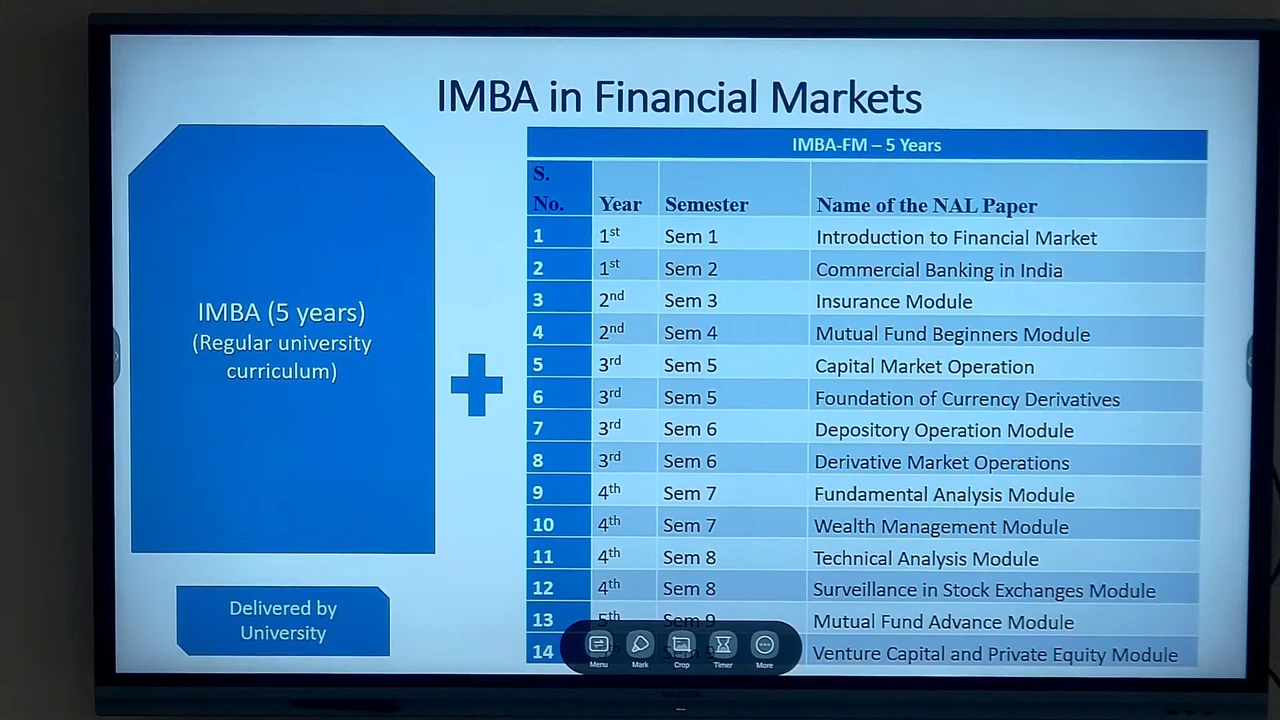 IMBA in Financial Markets
IMBA (5 years)
(Regular university
curriculum)
Delivered by
University
IMBA-FM – 5 Years
S.
No. Year Semester Name of the NAL Paper
1 1st Sem 1 Introduction to Financial Market
2 1st Sem 2 Commercial Banking in India
3 2nd Sem 3 Insurance Module
4 2nd Sem 4 Mutual Fund Beginners Module
5 3rd Sem 5 Capital Market Operation
6 3rd Sem 5 Foundation of Currency Derivatives
7 3rd Sem 6 Depository Operation Module
8 3rd Sem 6 Derivative Market Operations
9 4th Sem 7 Fundamental Analysis Module
10 4th Sem 7 Wealth Management Module
11 4th Sem 8 Technical Analysis Module
12 4th Sem 8 Surveillance in Stock Exchanges Module
13 5th Sem 9 Mutual Fund Advance Module
14 Sem 9 Venture Capital and Private Equity Module
Menu Mark Crop Timer More